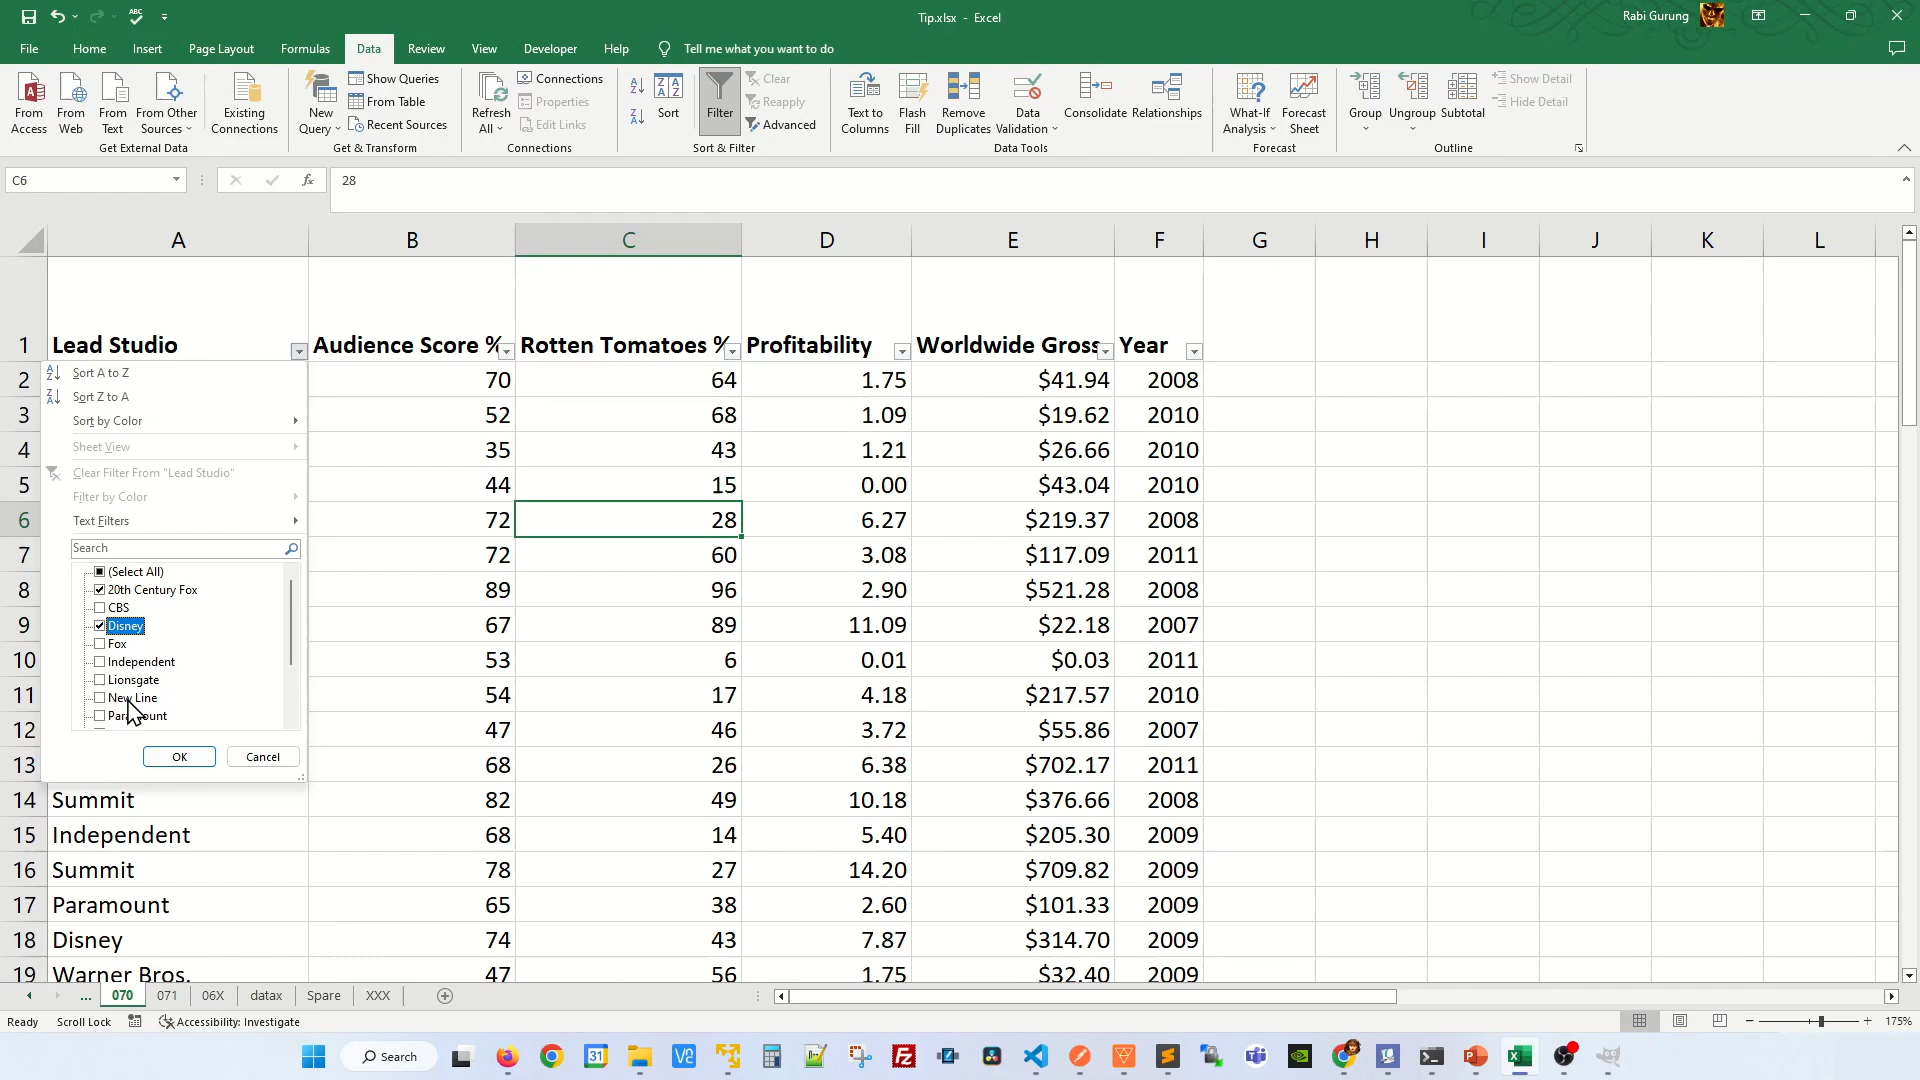 Tip.xlsx - Excel
Rabi Gurung
File Home Insert Page Layout Formulas Data Review View Developer Help Tell me what you want to do
From Access
From Web
From Text
From Other Sources
Existing Connections
Get External Data
New Query
Show Queries
From Table
Recent Sources
Get & Transform
Refresh All
Connections
Properties
Edit Links
Connections
Sort
Filter
Clear
Reapply
Advanced
Sort & Filter
Text to Columns
Flash Fill
Remove Duplicates
Data Validation
Consolidate
Relationships
Data Tools
What-If Analysis
Forecast Sheet
Forecast
Group
Ungroup
Subtotal
Show Detail
Hide Detail
Outline
C6 fx 28
A B C D E F G H I J K L
1 Lead Studio Audience Score % Rotten Tomatoes % Profitability Worldwide Gross Year
2 70 64 1.75 $41.94 2008
3 52 68 1.09 $19.62 2010
4 35 43 1.21 $26.66 2010
5 44 15 0.00 $43.04 2010
6 72 28 6.27 $219.37 2008
7 72 60 3.08 $117.09 2011
8 89 96 2.90 $521.28 2008
9 67 89 11.09 $22.18 2007
10 53 6 0.01 $0.03 2011
11 54 17 4.18 $217.57 2010
12 47 46 3.72 $55.86 2007
13 68 26 6.38 $702.17 2011
14 Summit 82 49 10.18 $376.66 2008
15 Independent 68 14 5.40 $205.30 2009
16 Summit 78 27 14.20 $709.82 2009
17 Paramount 65 38 2.60 $101.33 2009
18 Disney 74 43 7.87 $314.70 2009
19 Warner Bros. 47 56 1.75 $32.40 2009
Sort A to Z
Sort Z to A
Sort by Color
Sheet View
Clear Filter From "Lead Studio"
Filter by Color
Text Filters
Search
(Select All)
20th Century Fox
CBS
Disney
Fox
Independent
Lionsgate
New Line
Paramount
OK Cancel
... 070 071 06X datax Spare XXX
Ready Scroll Lock Accessibility: Investigate 175%
Search